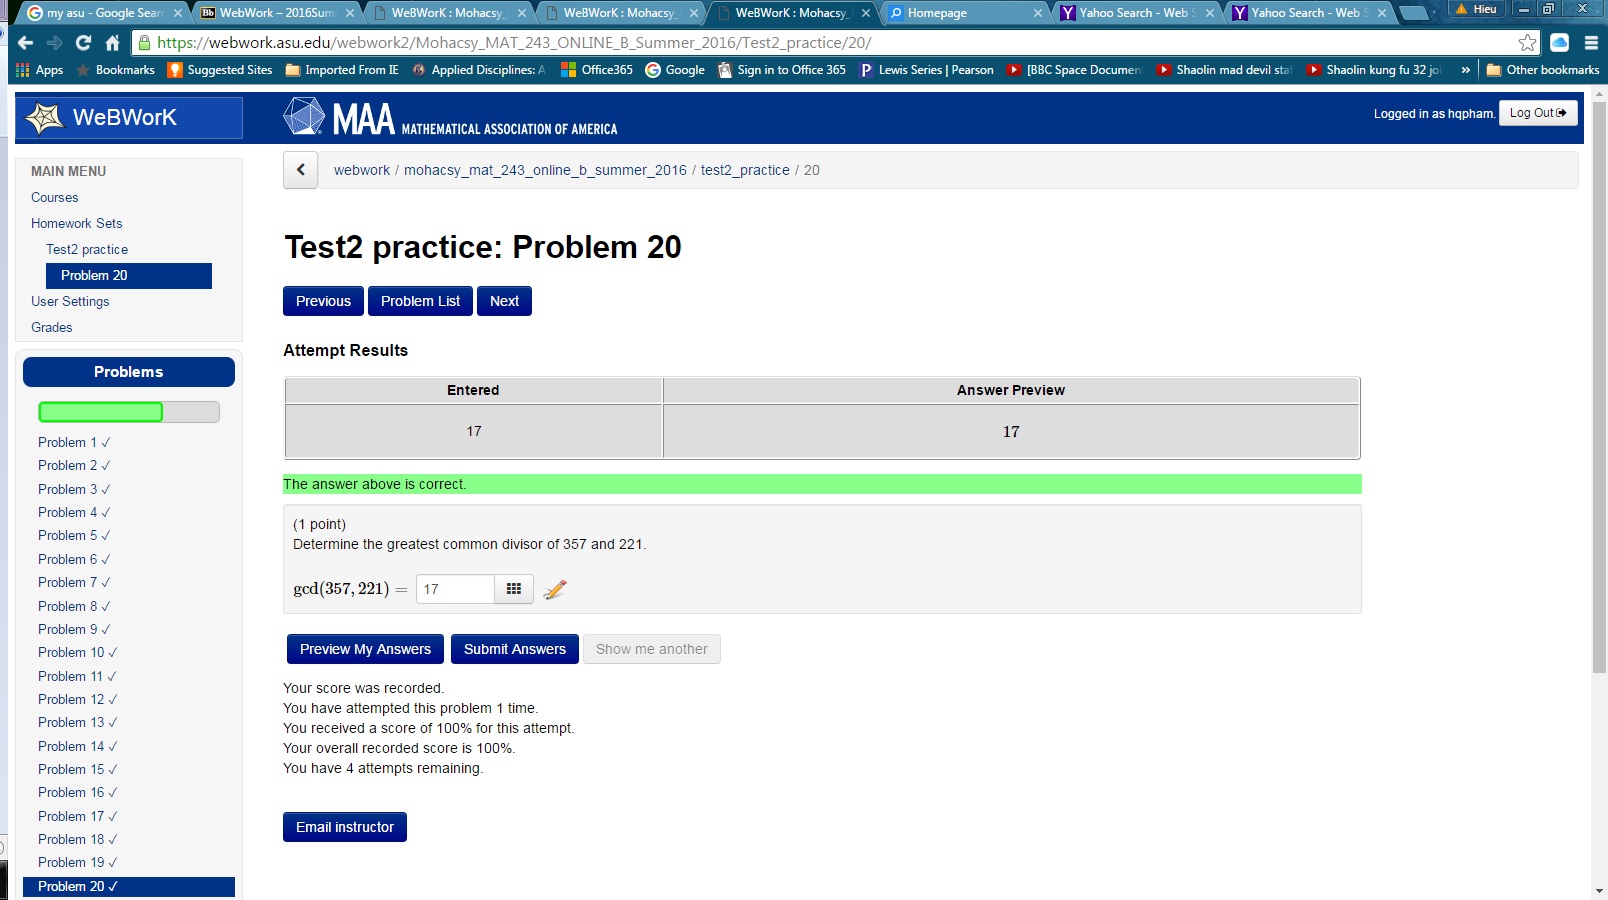 my asu - Google Sear
WebWork – 2016Sum
WeBWorK : Mohacsy_
WeBWorK : Mohacsy_
WeBWorK : Mohacsy_
Homepage
Yahoo Search - Web S
Yahoo Search - Web S
Hieu
https://webwork.asu.edu/webwork2/Mohacsy_MAT_243_ONLINE_B_Summer_2016/Test2_practice/20/
Apps Bookmarks Suggested Sites Imported From IE Applied Disciplines: A Office365 Google Sign in to Office 365 Lewis Series | Pearson [BBC Space Documen Shaolin mad devil staf Shaolin kung fu 32 joi » Other bookmarks
WeBWorK
MAA MATHEMATICAL ASSOCIATION OF AMERICA
Logged in as hqpham. Log Out
MAIN MENU
Courses
Homework Sets
Test2 practice
Problem 20
User Settings
Grades
Problems
Problem 1 ✓
Problem 2 ✓
Problem 3 ✓
Problem 4 ✓
Problem 5 ✓
Problem 6 ✓
Problem 7 ✓
Problem 8 ✓
Problem 9 ✓
Problem 10 ✓
Problem 11 ✓
Problem 12 ✓
Problem 13 ✓
Problem 14 ✓
Problem 15 ✓
Problem 16 ✓
Problem 17 ✓
Problem 18 ✓
Problem 19 ✓
Problem 20 ✓
webwork / mohacsy_mat_243_online_b_summer_2016 / test2_practice / 20
Test2 practice: Problem 20
Previous Problem List Next
Attempt Results
Entered Answer Preview
17 17
The answer above is correct.
(1 point)
Determine the greatest common divisor of 357 and 221.
gcd(357, 221) = 17
Preview My Answers Submit Answers Show me another
Your score was recorded.
You have attempted this problem 1 time.
You received a score of 100% for this attempt.
Your overall recorded score is 100%.
You have 4 attempts remaining.
Email instructor